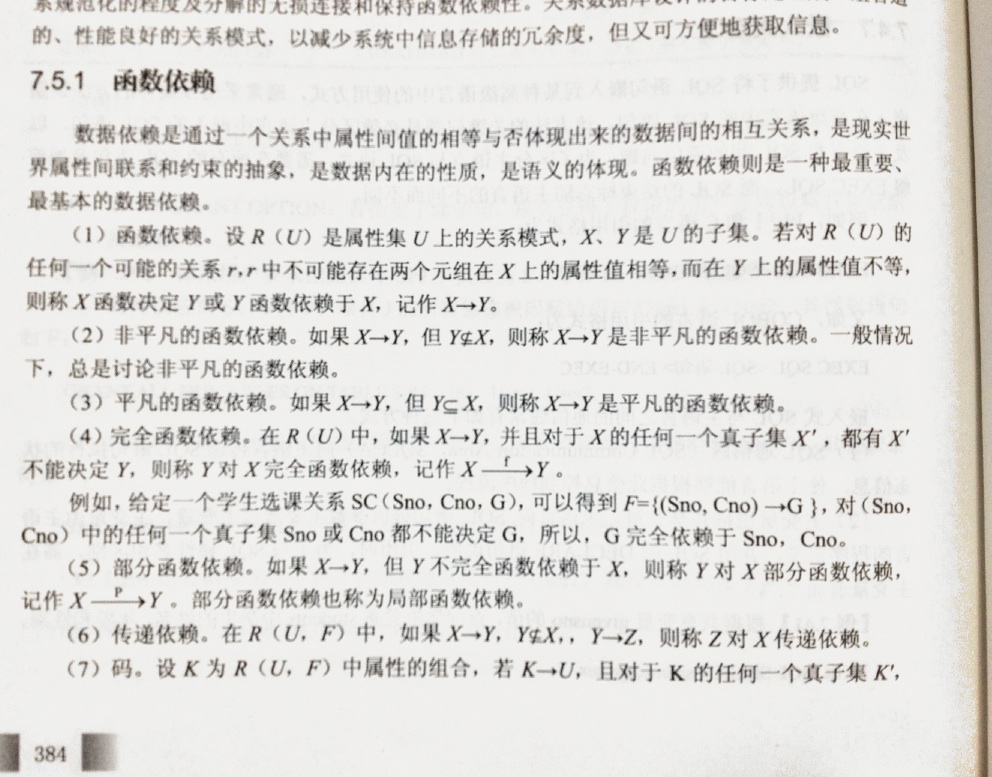 系规范化的程度及分解的无损连接和保持函数依赖性。关系数据库设计的
的、性能良好的关系模式，以减少系统中信息存储的冗余度，但又可方便地获取信息。
7.5.1 函数依赖
数据依赖是通过一个关系中属性间值的相等与否体现出来的数据间的相互关系，是现实世
界属性间联系和约束的抽象，是数据内在的性质，是语义的体现。函数依赖则是一种最重要、
最基本的数据依赖。
（1）函数依赖。设 R（U）是属性集 U 上的关系模式，X、Y 是 U 的子集。若对 R（U）的
任何一个可能的关系 r,r 中不可能存在两个元组在 X 上的属性值相等，而在 Y 上的属性值不等，
则称 X 函数决定 Y 或 Y 函数依赖于 X，记作 X→Y。
（2）非平凡的函数依赖。如果 X→Y，但 Y⊈X，则称 X→Y 是非平凡的函数依赖。一般情况
下，总是讨论非平凡的函数依赖。
（3）平凡的函数依赖。如果 X→Y，但 Y⊆X，则称 X→Y 是平凡的函数依赖。
（4）完全函数依赖。在 R（U）中，如果 X→Y，并且对于 X 的任何一个真子集 X′，都有 X′
不能决定 Y，则称 Y 对 X 完全函数依赖，记作 X —f→ Y。
例如，给定一个学生选课关系 SC（Sno，Cno，G），可以得到 F={(Sno, Cno) →G }，对（Sno，
Cno）中的任何一个真子集 Sno 或 Cno 都不能决定 G，所以，G 完全依赖于 Sno，Cno。
（5）部分函数依赖。如果 X→Y，但 Y 不完全函数依赖于 X，则称 Y 对 X 部分函数依赖，
记作 X —p→ Y。部分函数依赖也称为局部函数依赖。
（6）传递依赖。在 R（U，F）中，如果 X→Y，Y⊈X，，Y→Z，则称 Z 对 X 传递依赖。
（7）码。设 K 为 R（U，F）中属性的组合，若 K→U，且对于 K 的任何一个真子集 K′，
384